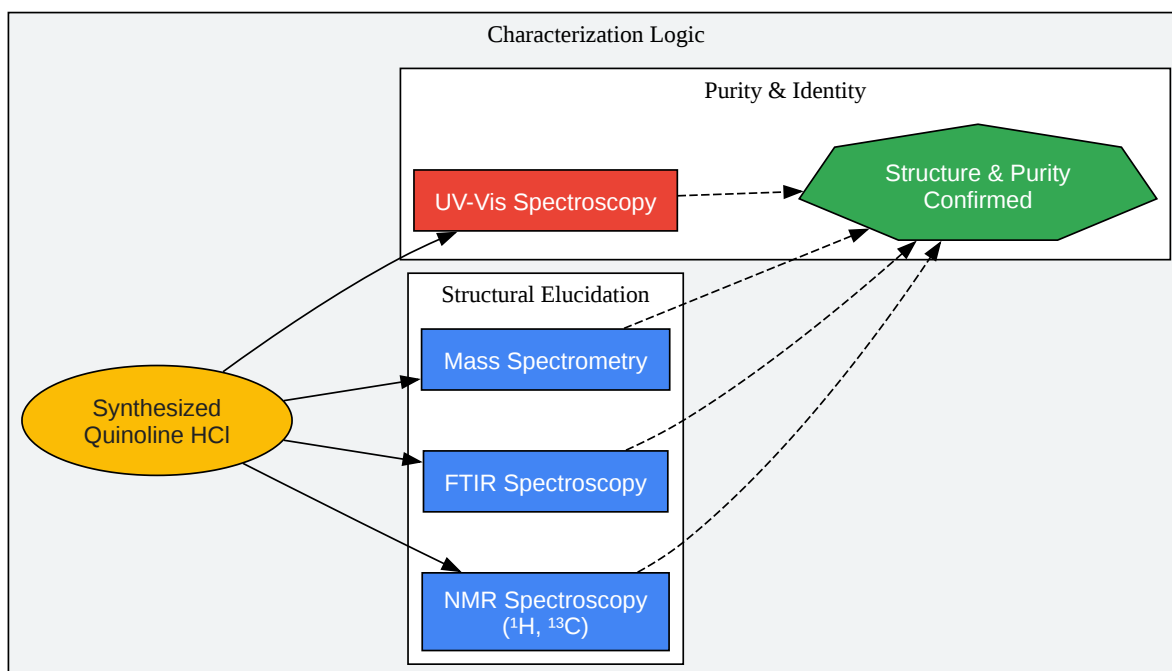 Characterization Logic
Purity & Identity
UV-Vis Spectroscopy
Structure & Purity
Confirmed
Structural Elucidation
Mass Spectrometry
Synthesized
Quinoline HCl
FTIR Spectroscopy
NMR Spectroscopy
(¹H, ¹³C)